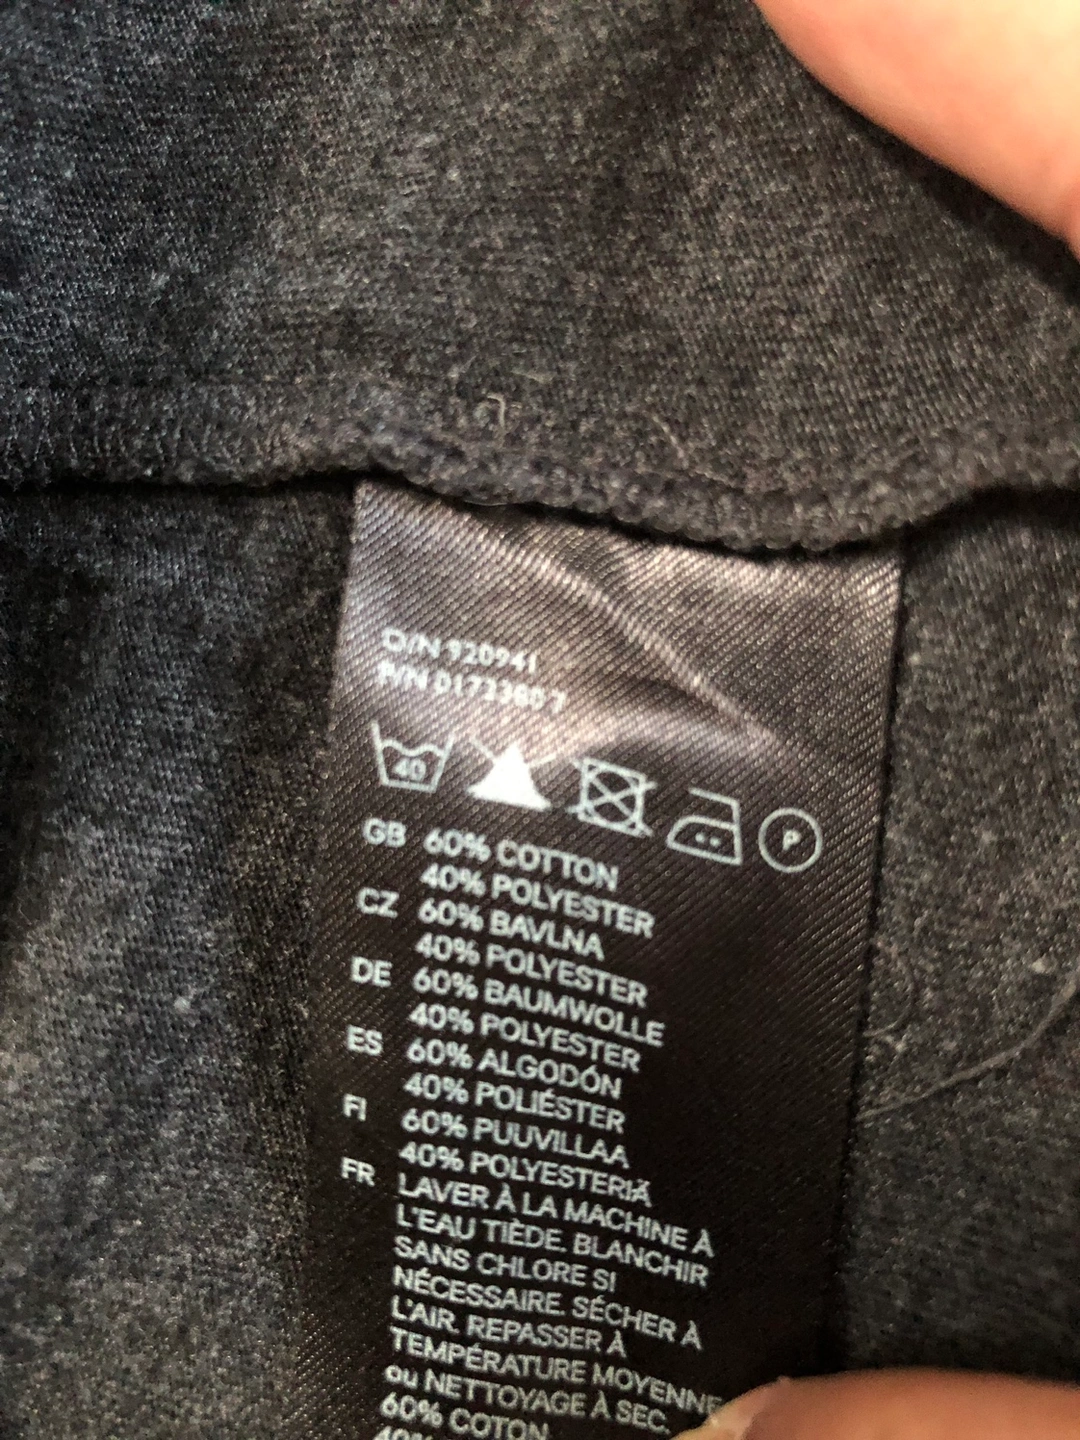 O/N 920941
P/N 01723807
40 P
GB 60% COTTON
40% POLYESTER
CZ 60% BAVLNA
40% POLYESTER
DE 60% BAUMWOLLE
40% POLYESTER
ES 60% ALGODÓN
40% POLIÉSTER
FI 60% PUUVILLAA
40% POLYESTERIÄ
FR LAVER À LA MACHINE À
L'EAU TIÈDE. BLANCHIR
SANS CHLORE SI
NÉCESSAIRE. SÉCHER À
L'AIR. REPASSER À
TEMPÉRATURE MOYENNE
ou NETTOYAGE À SEC.
60% COTON
40%